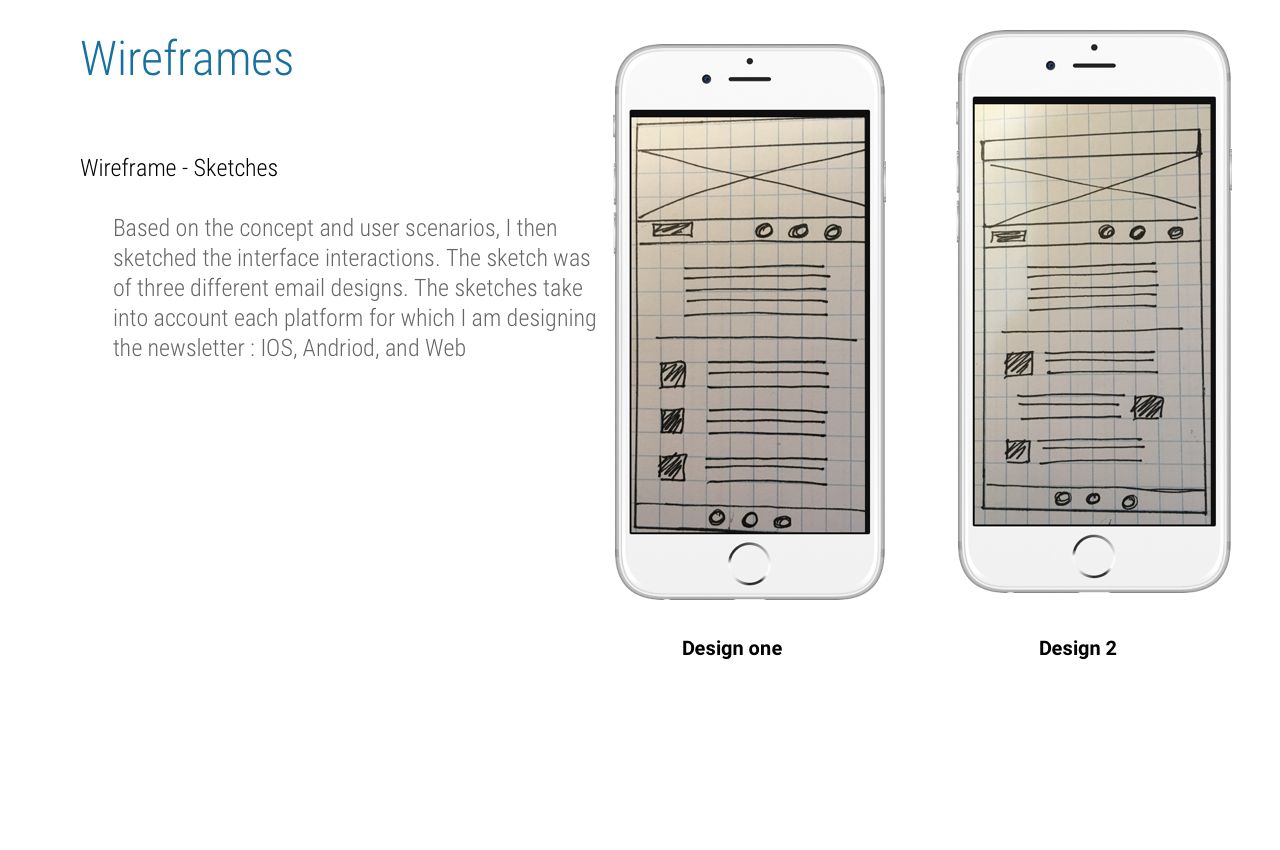 Wireframes
Wireframe - Sketches
Based on the concept and user scenarios, I then
sketched the interface interactions. The sketch was
of three different email designs. The sketches take
into account each platform for which I am designing
the newsletter : IOS, Andriod, and Web
Design one
Design 2